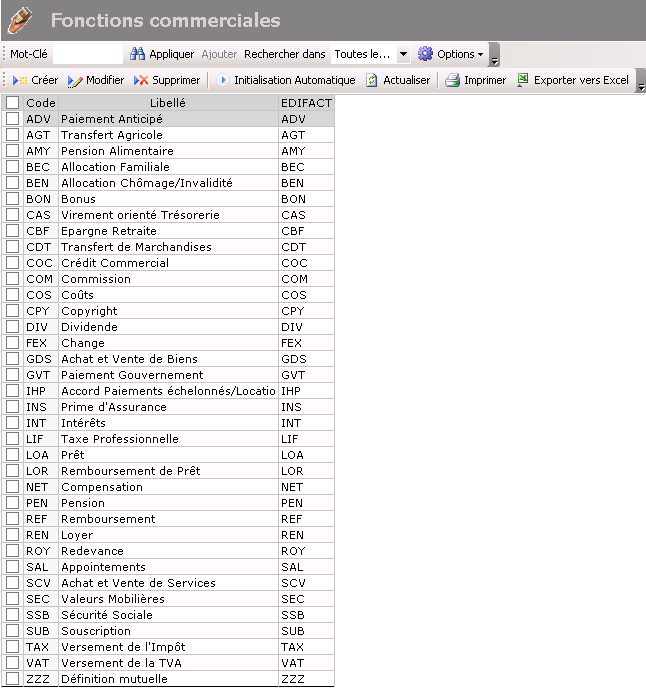 Fonctions commerciales
Mot-Clé Appliquer Ajouter Rechercher dans Toutes le... Options
Créer Modifier Supprimer Initialisation Automatique Actualiser Imprimer Exporter vers Excel
Code Libellé EDIFACT
ADV Paiement Anticipé ADV
AGT Transfert Agricole AGT
AMY Pension Alimentaire AMY
BEC Allocation Familiale BEC
BEN Allocation Chômage/Invalidité BEN
BON Bonus BON
CAS Virement orienté Trésorerie CAS
CBF Epargne Retraite CBF
CDT Transfert de Marchandises CDT
COC Crédit Commercial COC
COM Commission COM
COS Coûts COS
CPY Copyright CPY
DIV Dividende DIV
FEX Change FEX
GDS Achat et Vente de Biens GDS
GVT Paiement Gouvernement GVT
IHP Accord Paiements échelonnés/Locatio IHP
INS Prime d'Assurance INS
INT Intérêts INT
LIF Taxe Professionnelle LIF
LOA Prêt LOA
LOR Remboursement de Prêt LOR
NET Compensation NET
PEN Pension PEN
REF Remboursement REF
REN Loyer REN
ROY Redevance ROY
SAL Appointements SAL
SCV Achat et Vente de Services SCV
SEC Valeurs Mobilières SEC
SSB Sécurité Sociale SSB
SUB Souscription SUB
TAX Versement de l'Impôt TAX
VAT Versement de la TVA VAT
ZZZ Définition mutuelle ZZZ